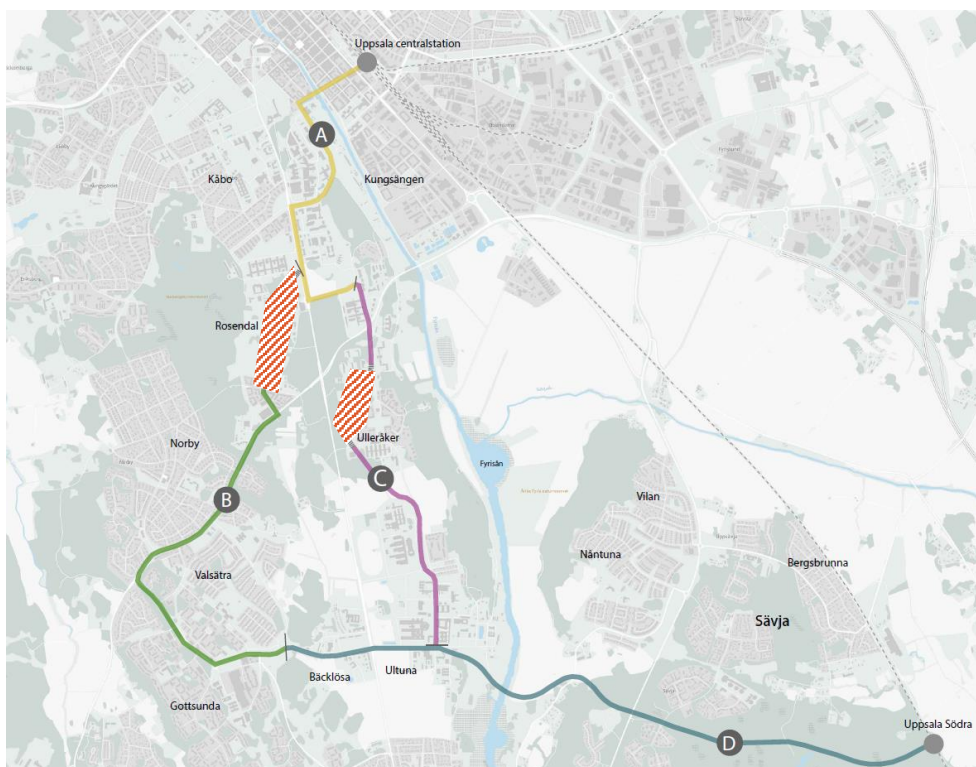 Uppsala centralstation
A
Kåbo
Kungsängen
Rosendal
Ulleråker
Norby
C
Fyrisån
B
Vilan
Nåntuna
Bergsbrunna
Valsätra
Sävja
Bäcklösa
Ultuna
Gottsunda
Uppsala Södra
D